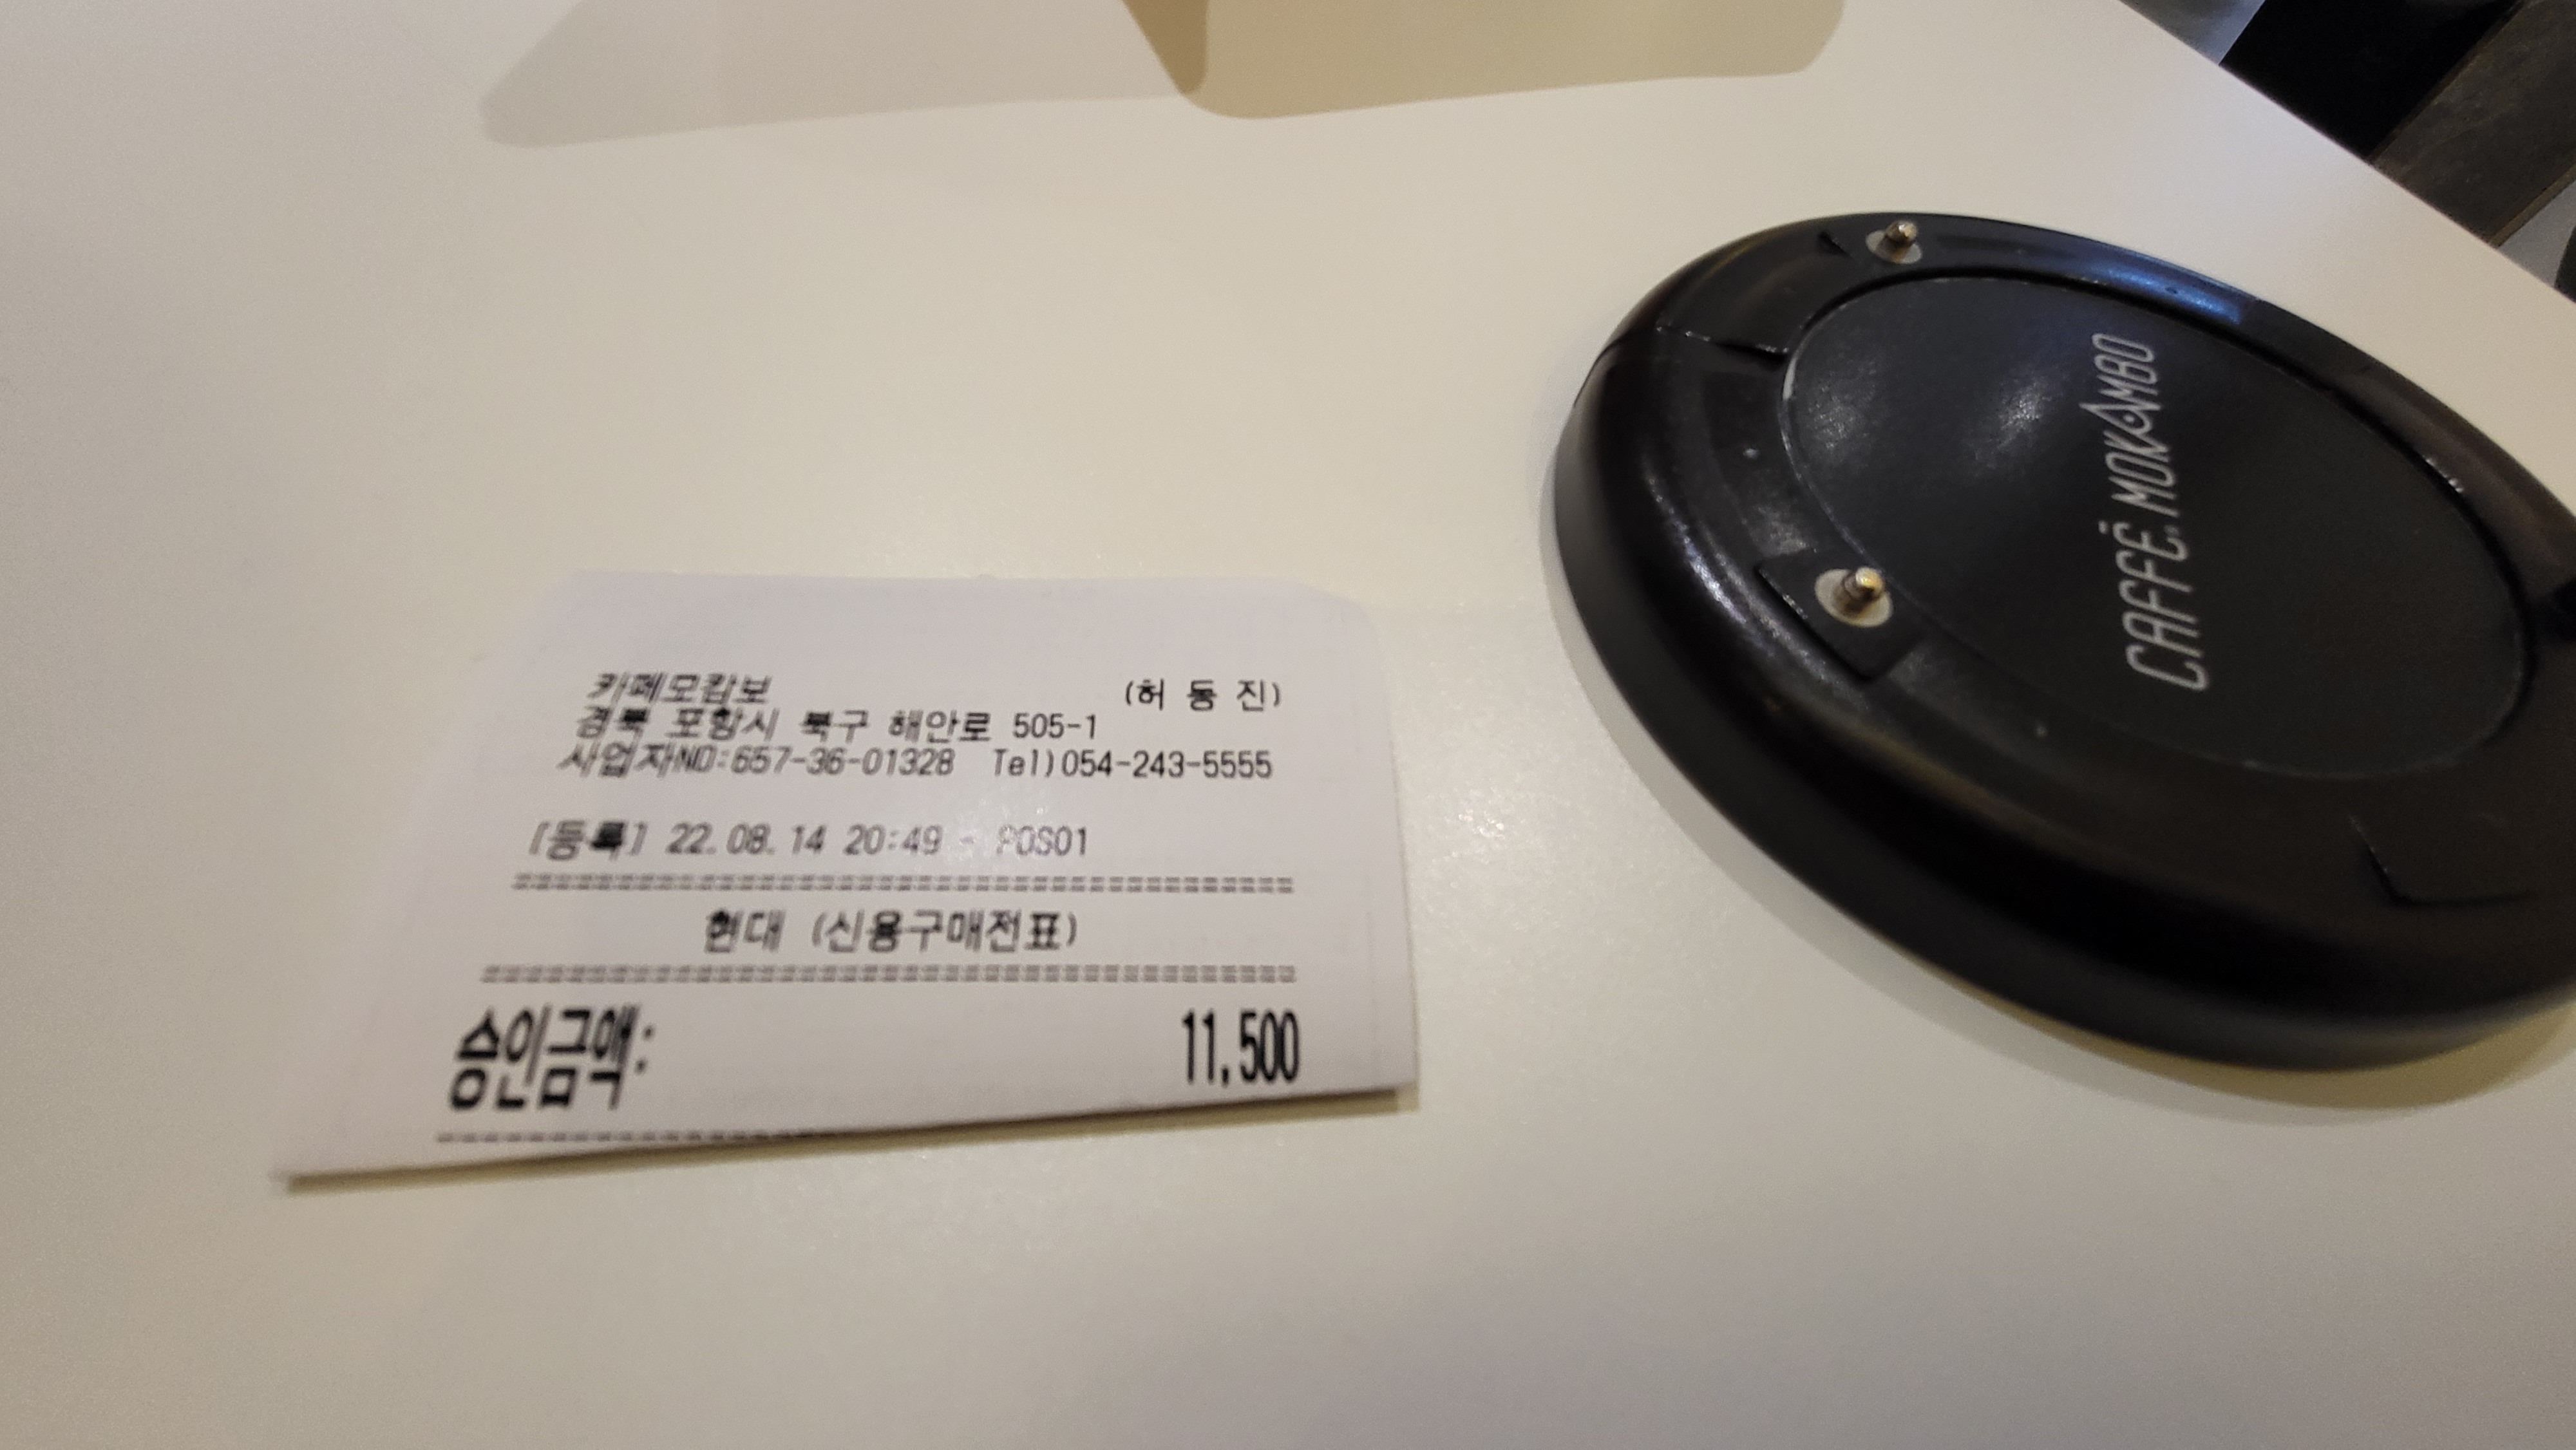 카페모캄보 (허 동 진)
경북 포항시 북구 해안로 505-1
사업자NO:657-36-01328 Tel)054-243-5555
[등록] 22.08.14 20:49 - POS01
현대 (신용구매전표)
승인금액: 11,500
CAFFÈ MOKAMBO